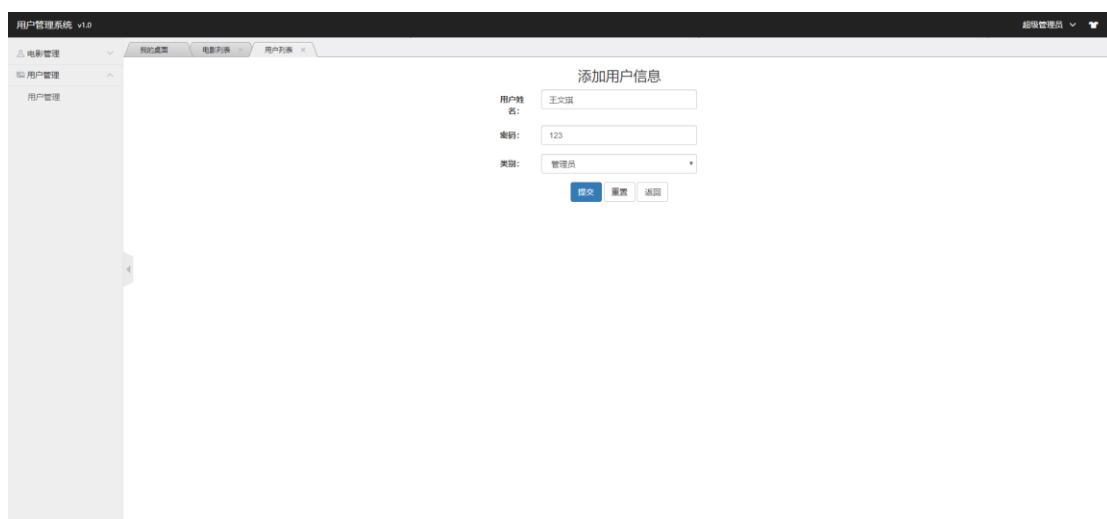 用户管理系统 v1.0
超级管理员
电影管理
用户管理
用户管理
我的桌面
电影列表 ×
用户列表 ×
添加用户信息
用户姓
名：
王文琪
密码：
123
类别：
管理员
提交
重置
返回